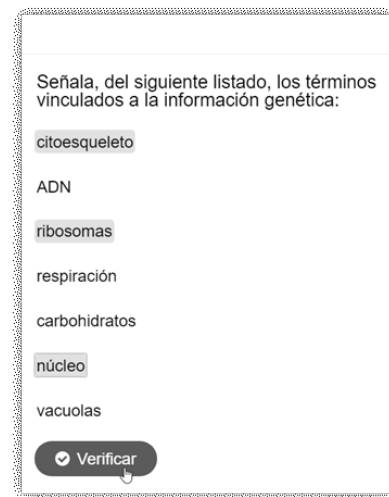 Señala, del siguiente listado, los términos
vinculados a la información genética:
citoesqueleto
ADN
ribosomas
respiración
carbohidratos
núcleo
vacuolas
Verificar